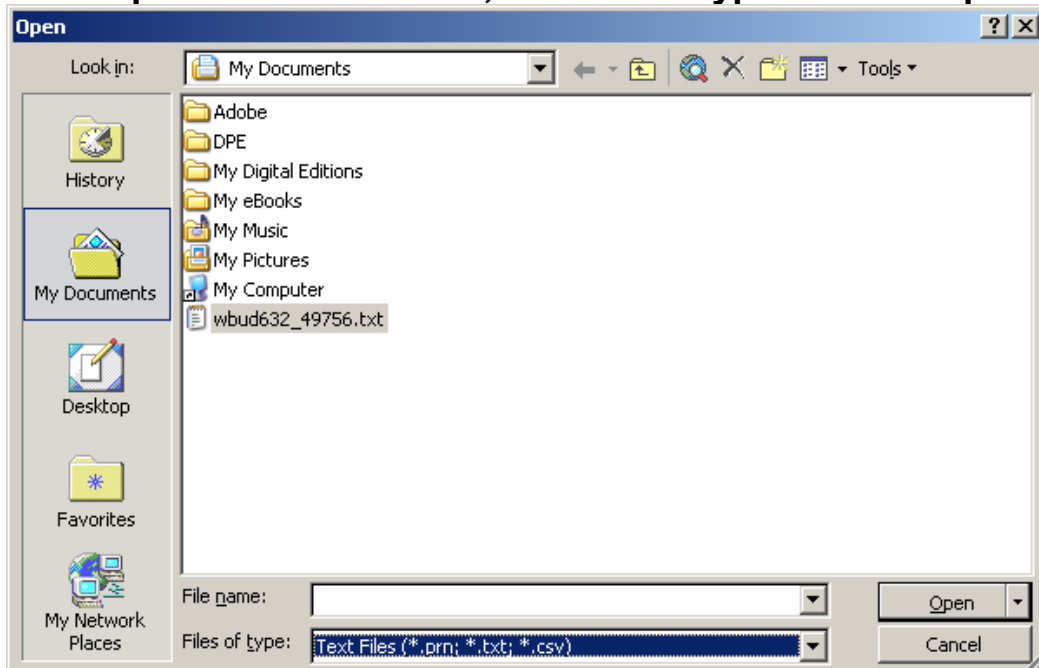 Open
Look in:
My Documents
Tools
Adobe
DPE
My Digital Editions
My eBooks
My Music
My Pictures
My Computer
wbud632_49756.txt
History
My Documents
Desktop
Favorites
My Network
Places
File name:
Open
Files of type:
Text Files (*.prn; *.txt; *.csv)
Cancel